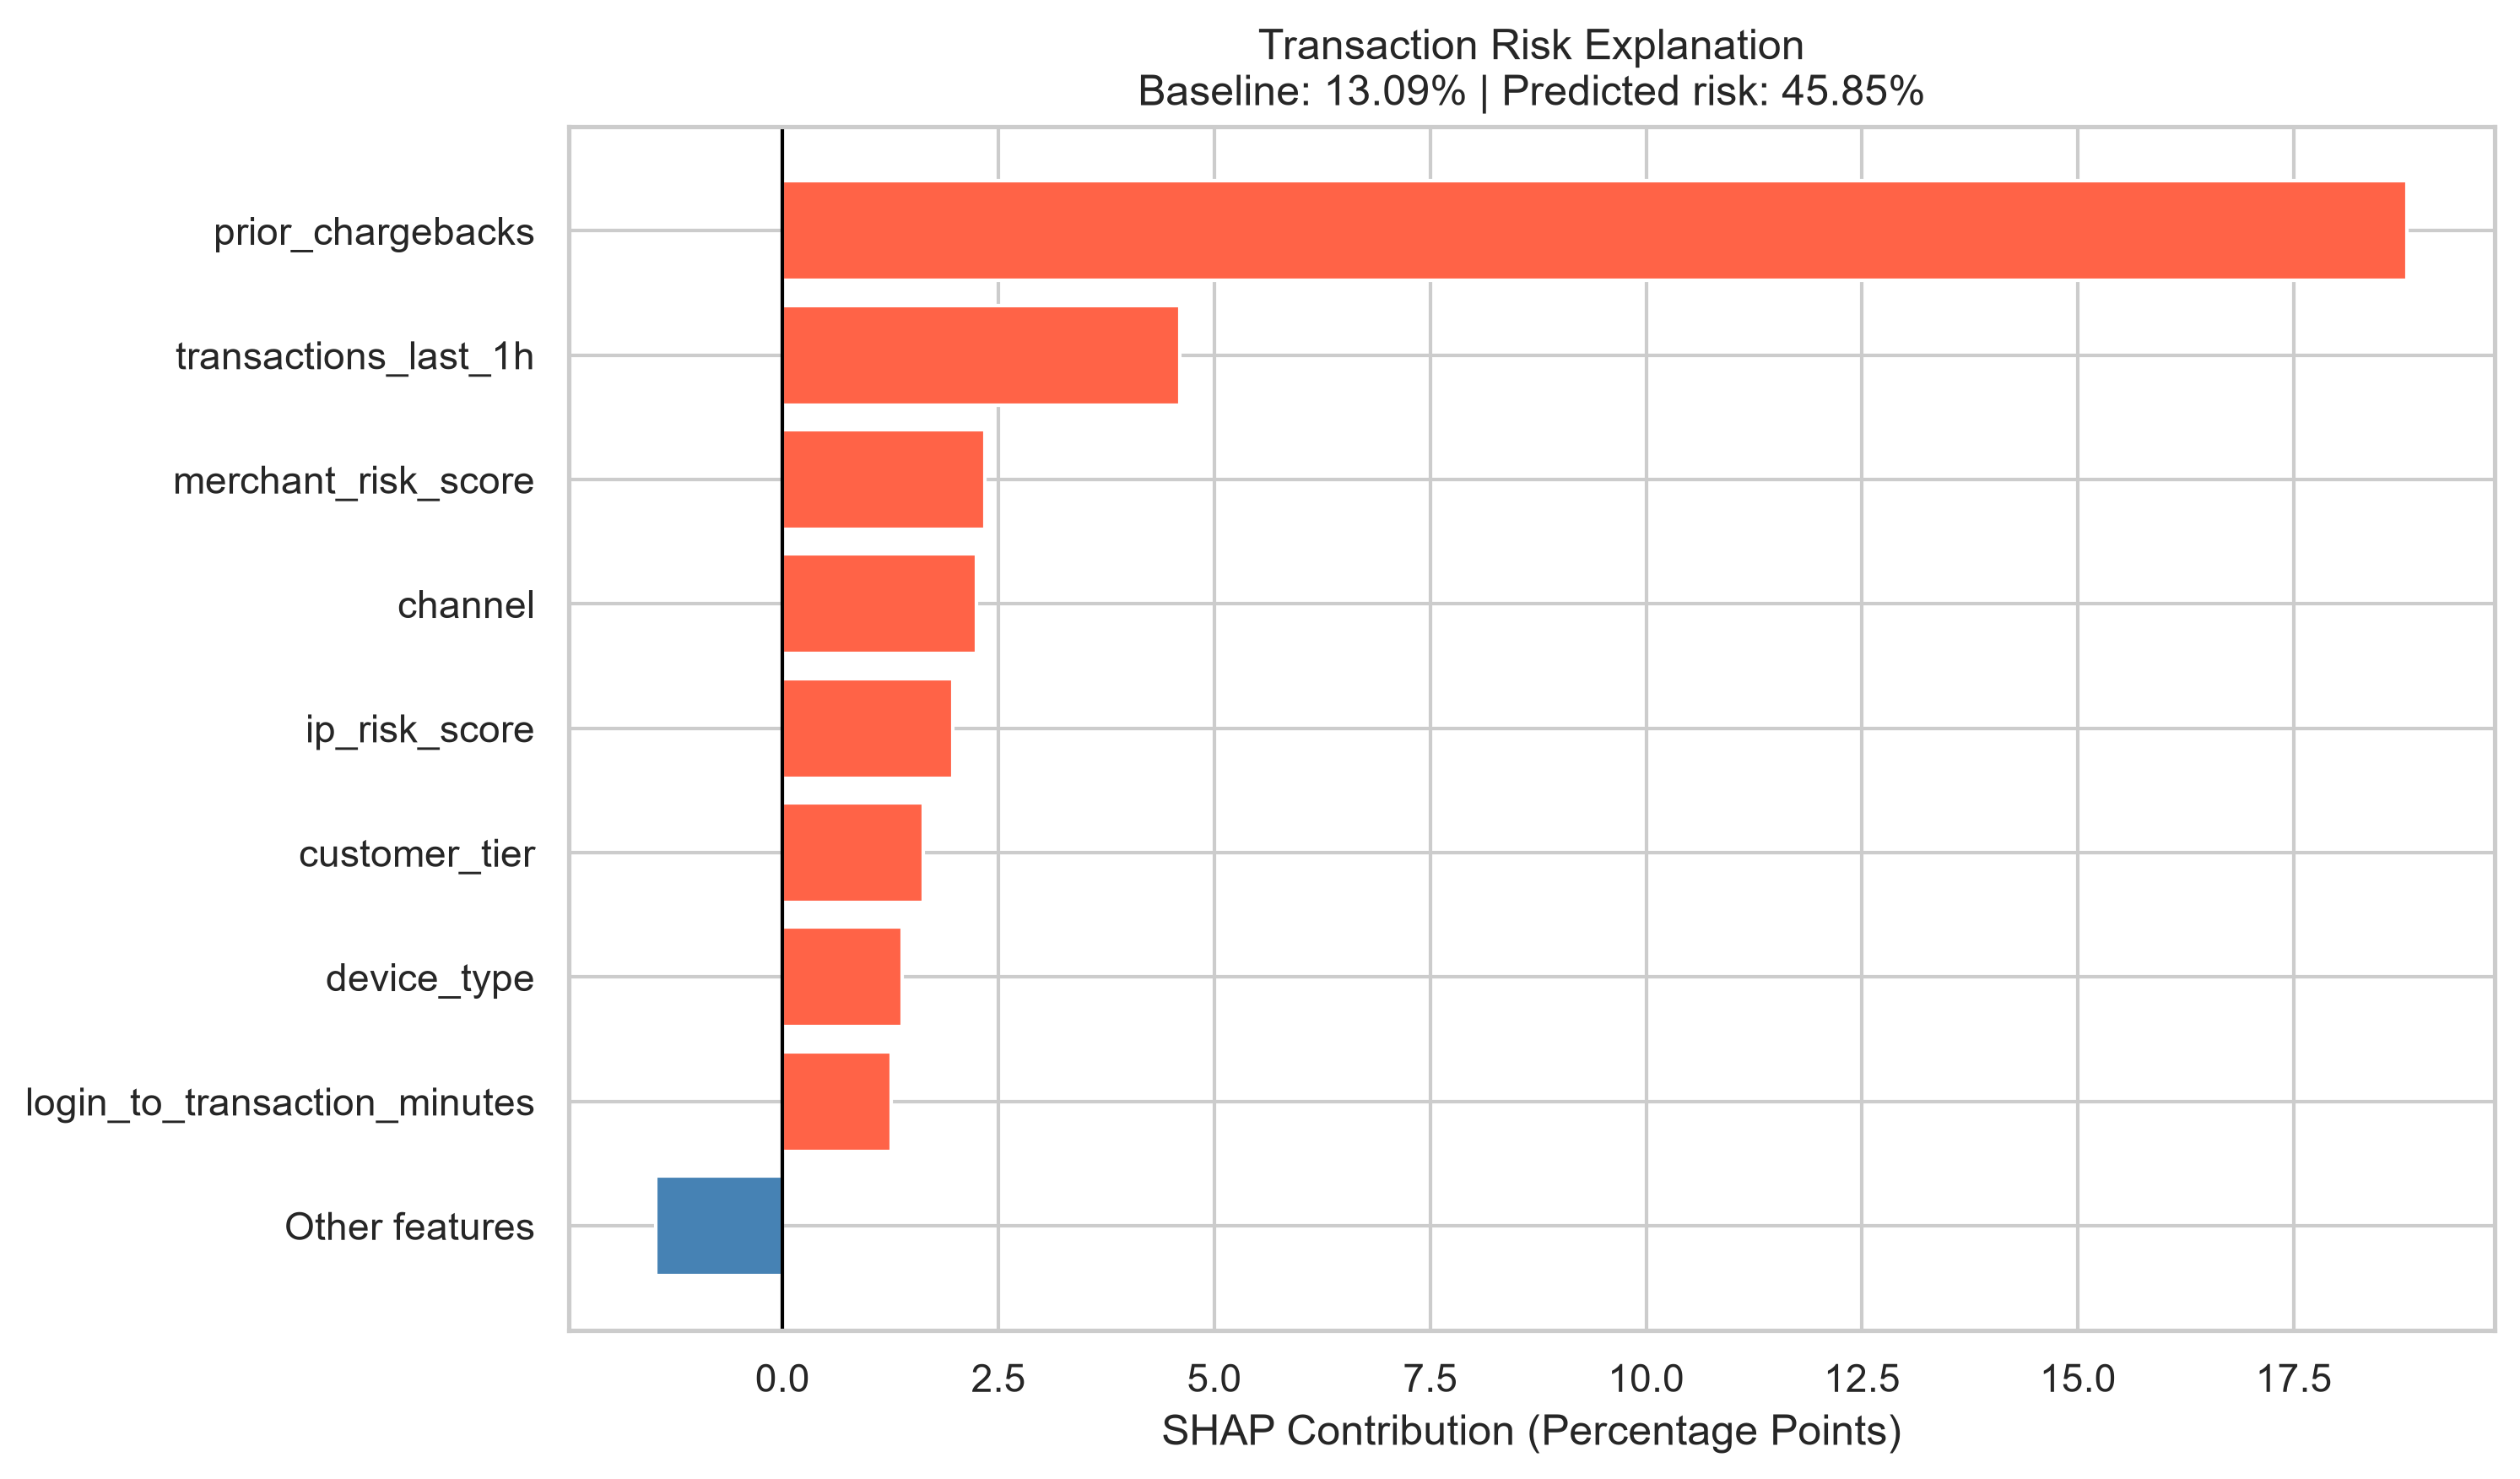 Transaction Risk Explanation
Baseline: 13.09% | Predicted risk: 45.85%
prior_chargebacks
transactions_last_1h
merchant_risk_score
channel
ip_risk_score
customer_tier
device_type
login_to_transaction_minutes
Other features
0.0 2.5 5.0 7.5 10.0 12.5 15.0 17.5
SHAP Contribution (Percentage Points)